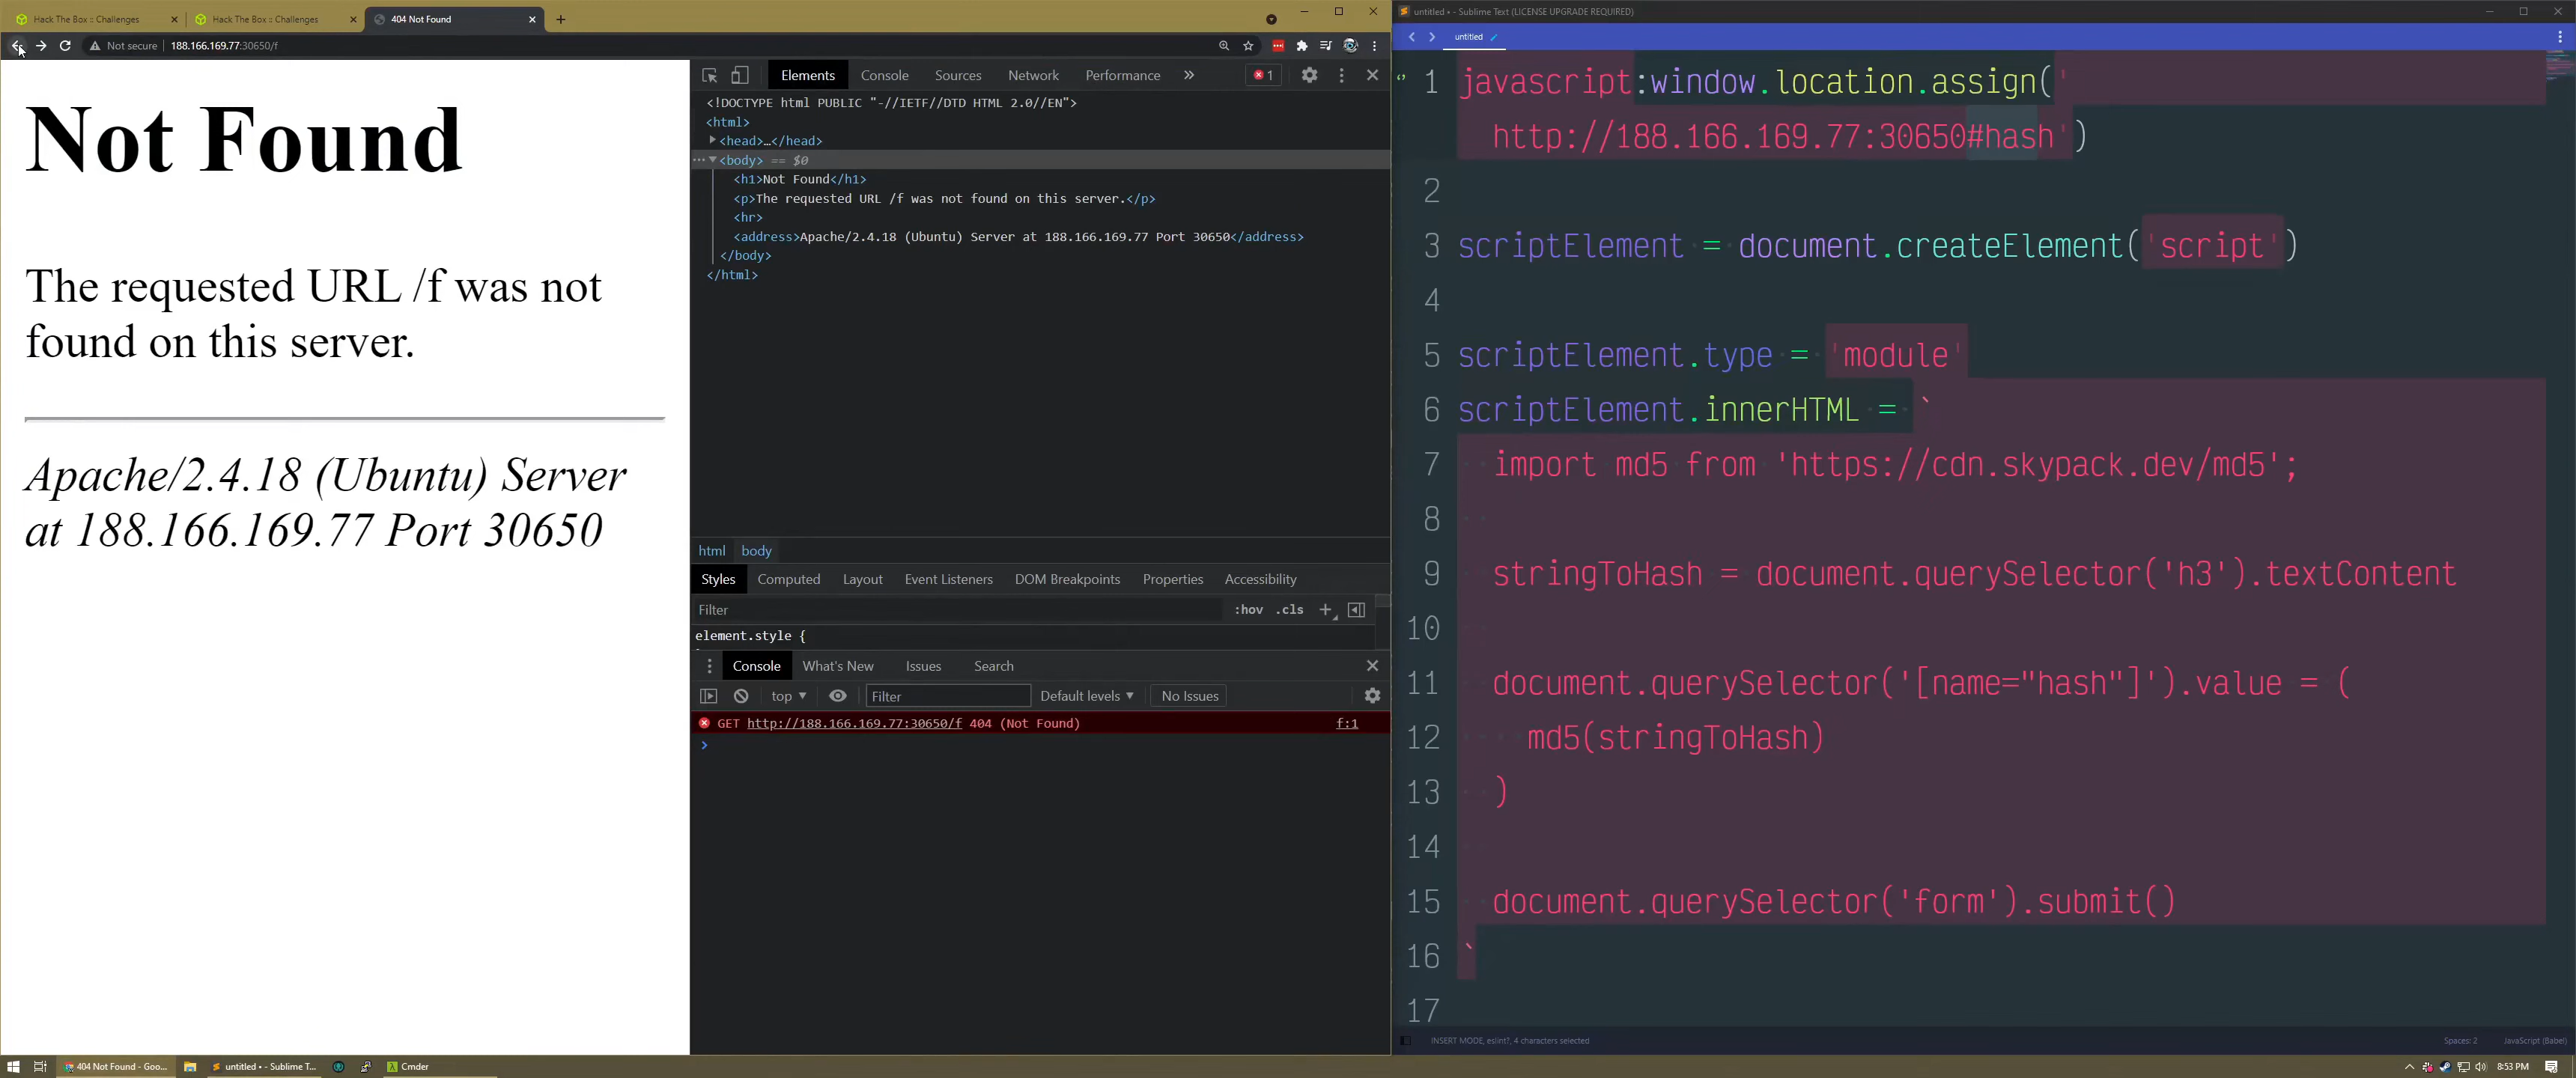 Hack The Box :: Challenges
Hack The Box :: Challenges
404 Not Found
Not secure
188.166.169.77:30650/f
Not Found
The requested URL /f was not
found on this server.
Apache/2.4.18 (Ubuntu) Server
at 188.166.169.77 Port 30650
Elements
Console
Sources
Network
Performance
1
<!DOCTYPE html PUBLIC "-//IETF//DTD HTML 2.0//EN">
<html>
<head>…</head>
<body> == $0
<h1>Not Found</h1>
<p>The requested URL /f was not found on this server.</p>
<hr>
<address>Apache/2.4.18 (Ubuntu) Server at 188.166.169.77 Port 30650</address>
</body>
</html>
html body
Styles
Computed
Layout
Event Listeners
DOM Breakpoints
Properties
Accessibility
Filter
:hov .cls
element.style {
Console
What's New
Issues
Search
top
Filter
Default levels
No Issues
GET http://188.166.169.77:30650/f 404 (Not Found)
f:1
untitled • - Sublime Text (LICENSE UPGRADE REQUIRED)
untitled
1 javascript:window.location.assign('
http://188.166.169.77:30650#hash')
2
3 scriptElement = document.createElement('script')
4
5 scriptElement.type = 'module'
6 scriptElement.innerHTML = `
7 import md5 from 'https://cdn.skypack.dev/md5';
8
9 stringToHash = document.querySelector('h3').textContent
10
11 document.querySelector('[name="hash"]').value = (
12 md5(stringToHash)
13 )
14
15 document.querySelector('form').submit()
16 `
17
INSERT MODE, eslint?, 4 characters selected
Spaces: 2
JavaScript (Babel)
404 Not Found - Goo...
untitled • - Sublime T...
Cmder
8:53 PM